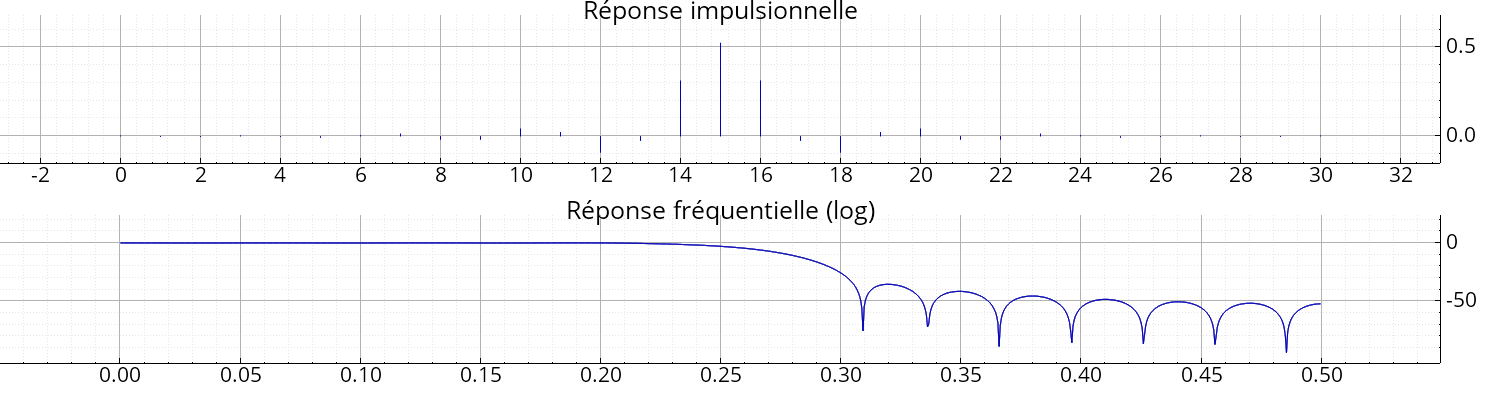 Réponse impulsionnelle
0.5
0.0
-2 0 2 4 6 8 10 12 14 16 18 20 22 24 26 28 30 32
Réponse fréquentielle (log)
0
-50
0.00 0.05 0.10 0.15 0.20 0.25 0.30 0.35 0.40 0.45 0.50